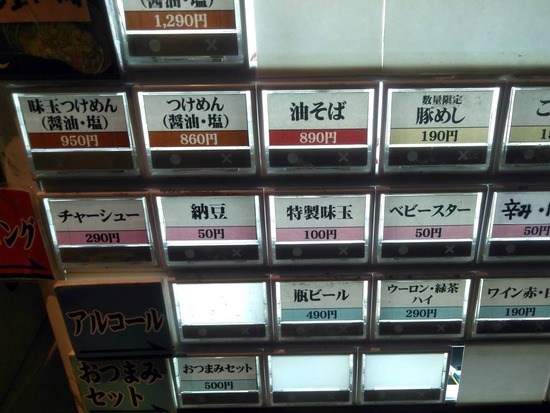 (醤油・塩)
1,290円
味玉つけめん
(醤油・塩)
950円
つけめん
(醤油・塩)
860円
油そば
890円
数量限定
豚めし
190円
チャーシュー
290円
納豆
50円
特製味玉
100円
ベビースター
50円
辛み・
50円
ング
アルコール
瓶ビール
490円
ウーロン・緑茶
ハイ
290円
ワイン赤・
190円
おつまみ
セット
おつまみセット
500円